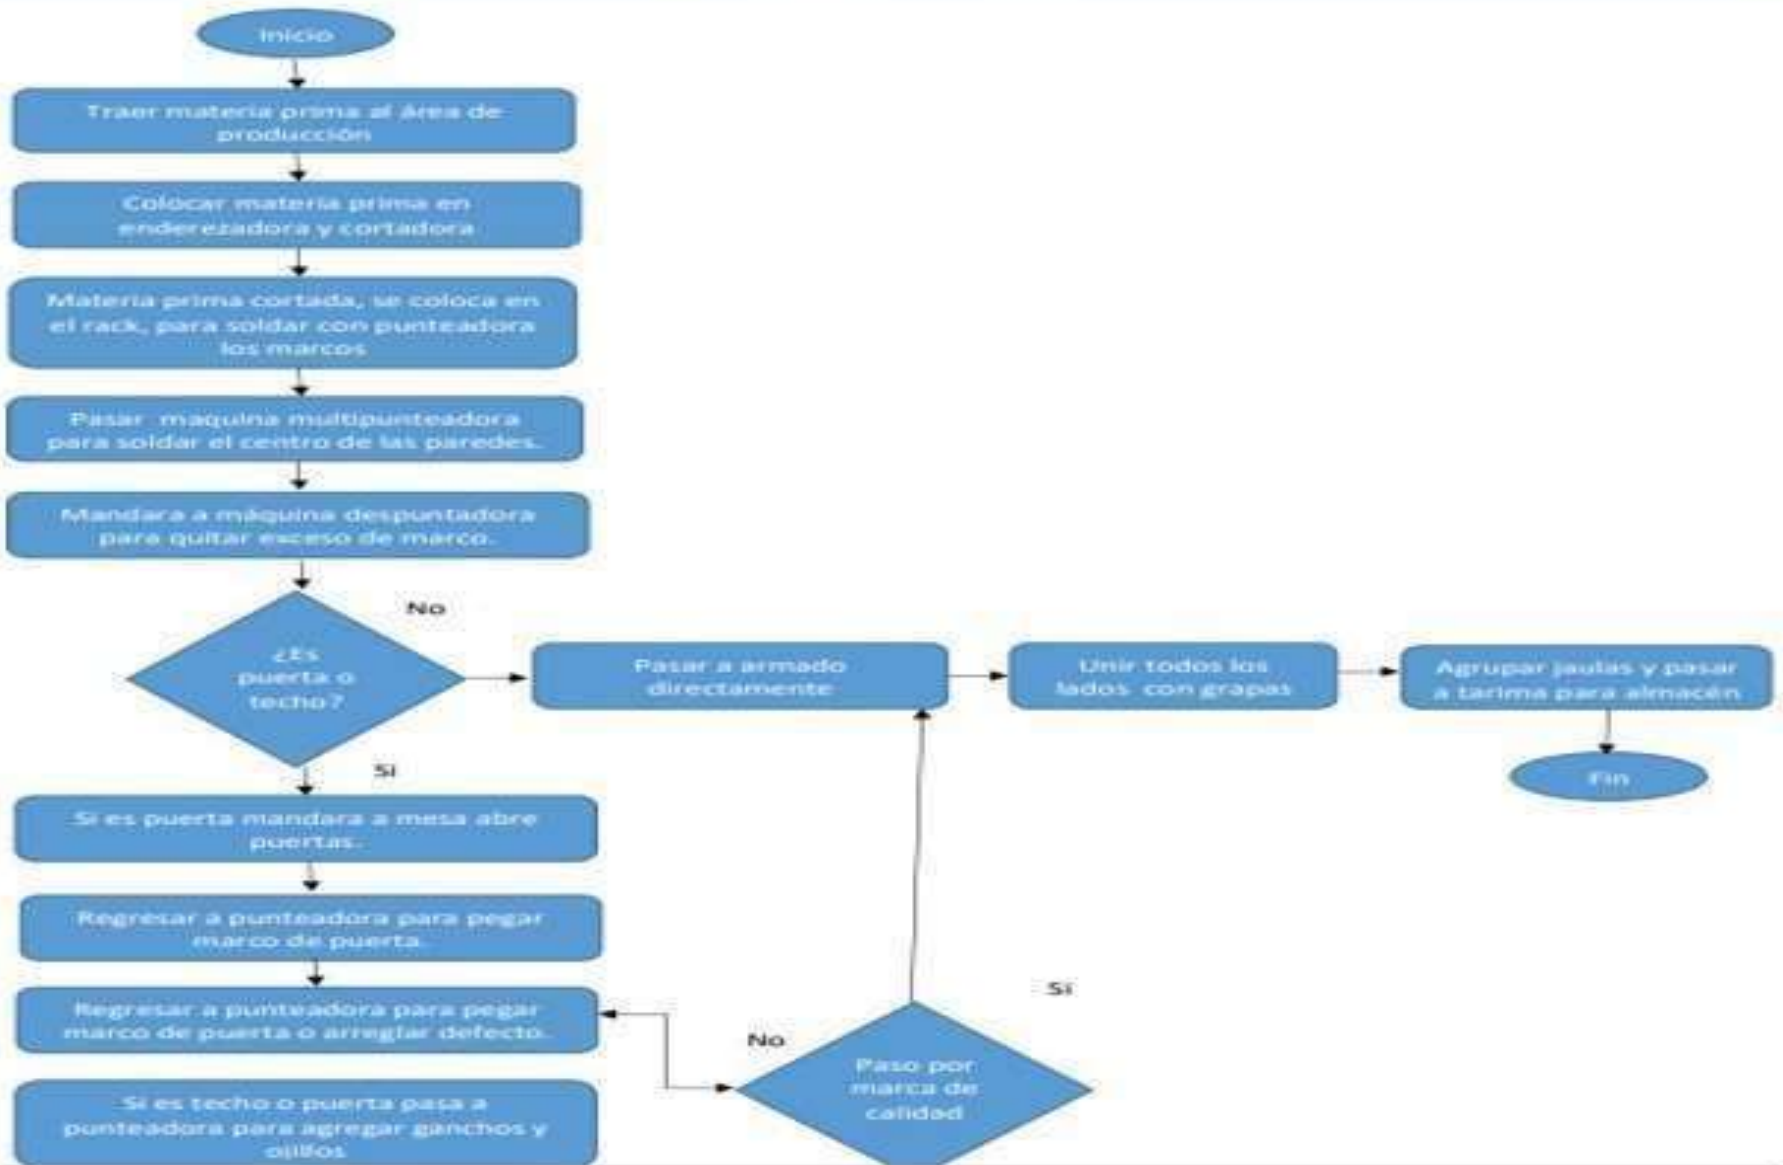 Inicio
Traer materia prima al área de
producción
Colocar materia prima en
enderezadora y cortadora
Materia prima cortada, se coloca en
el rack, para soldar con punteadora
los marcos
Pasar maquina multipunteadora
para soldar el centro de las paredes.
Mandara a máquina despuntadora
para quitar exceso de marco.
No
¿Es
puerta o
techo?
Pasar a armado
directamente
Unir todos los
lados con grapas
Agrupar jaulas y pasar
a tarima para almacén
Fin
Si
Si es puerta mandara a mesa abre
puertas.
Regresar a punteadora para pegar
marco de puerta.
Regresar a punteadora para pegar
marco de puerta o arreglar defecto.
Si es techo o puerta pasa a
punteadora para agregar ganchos y
ojillos
No
Si
Paso por
marca de
calidad